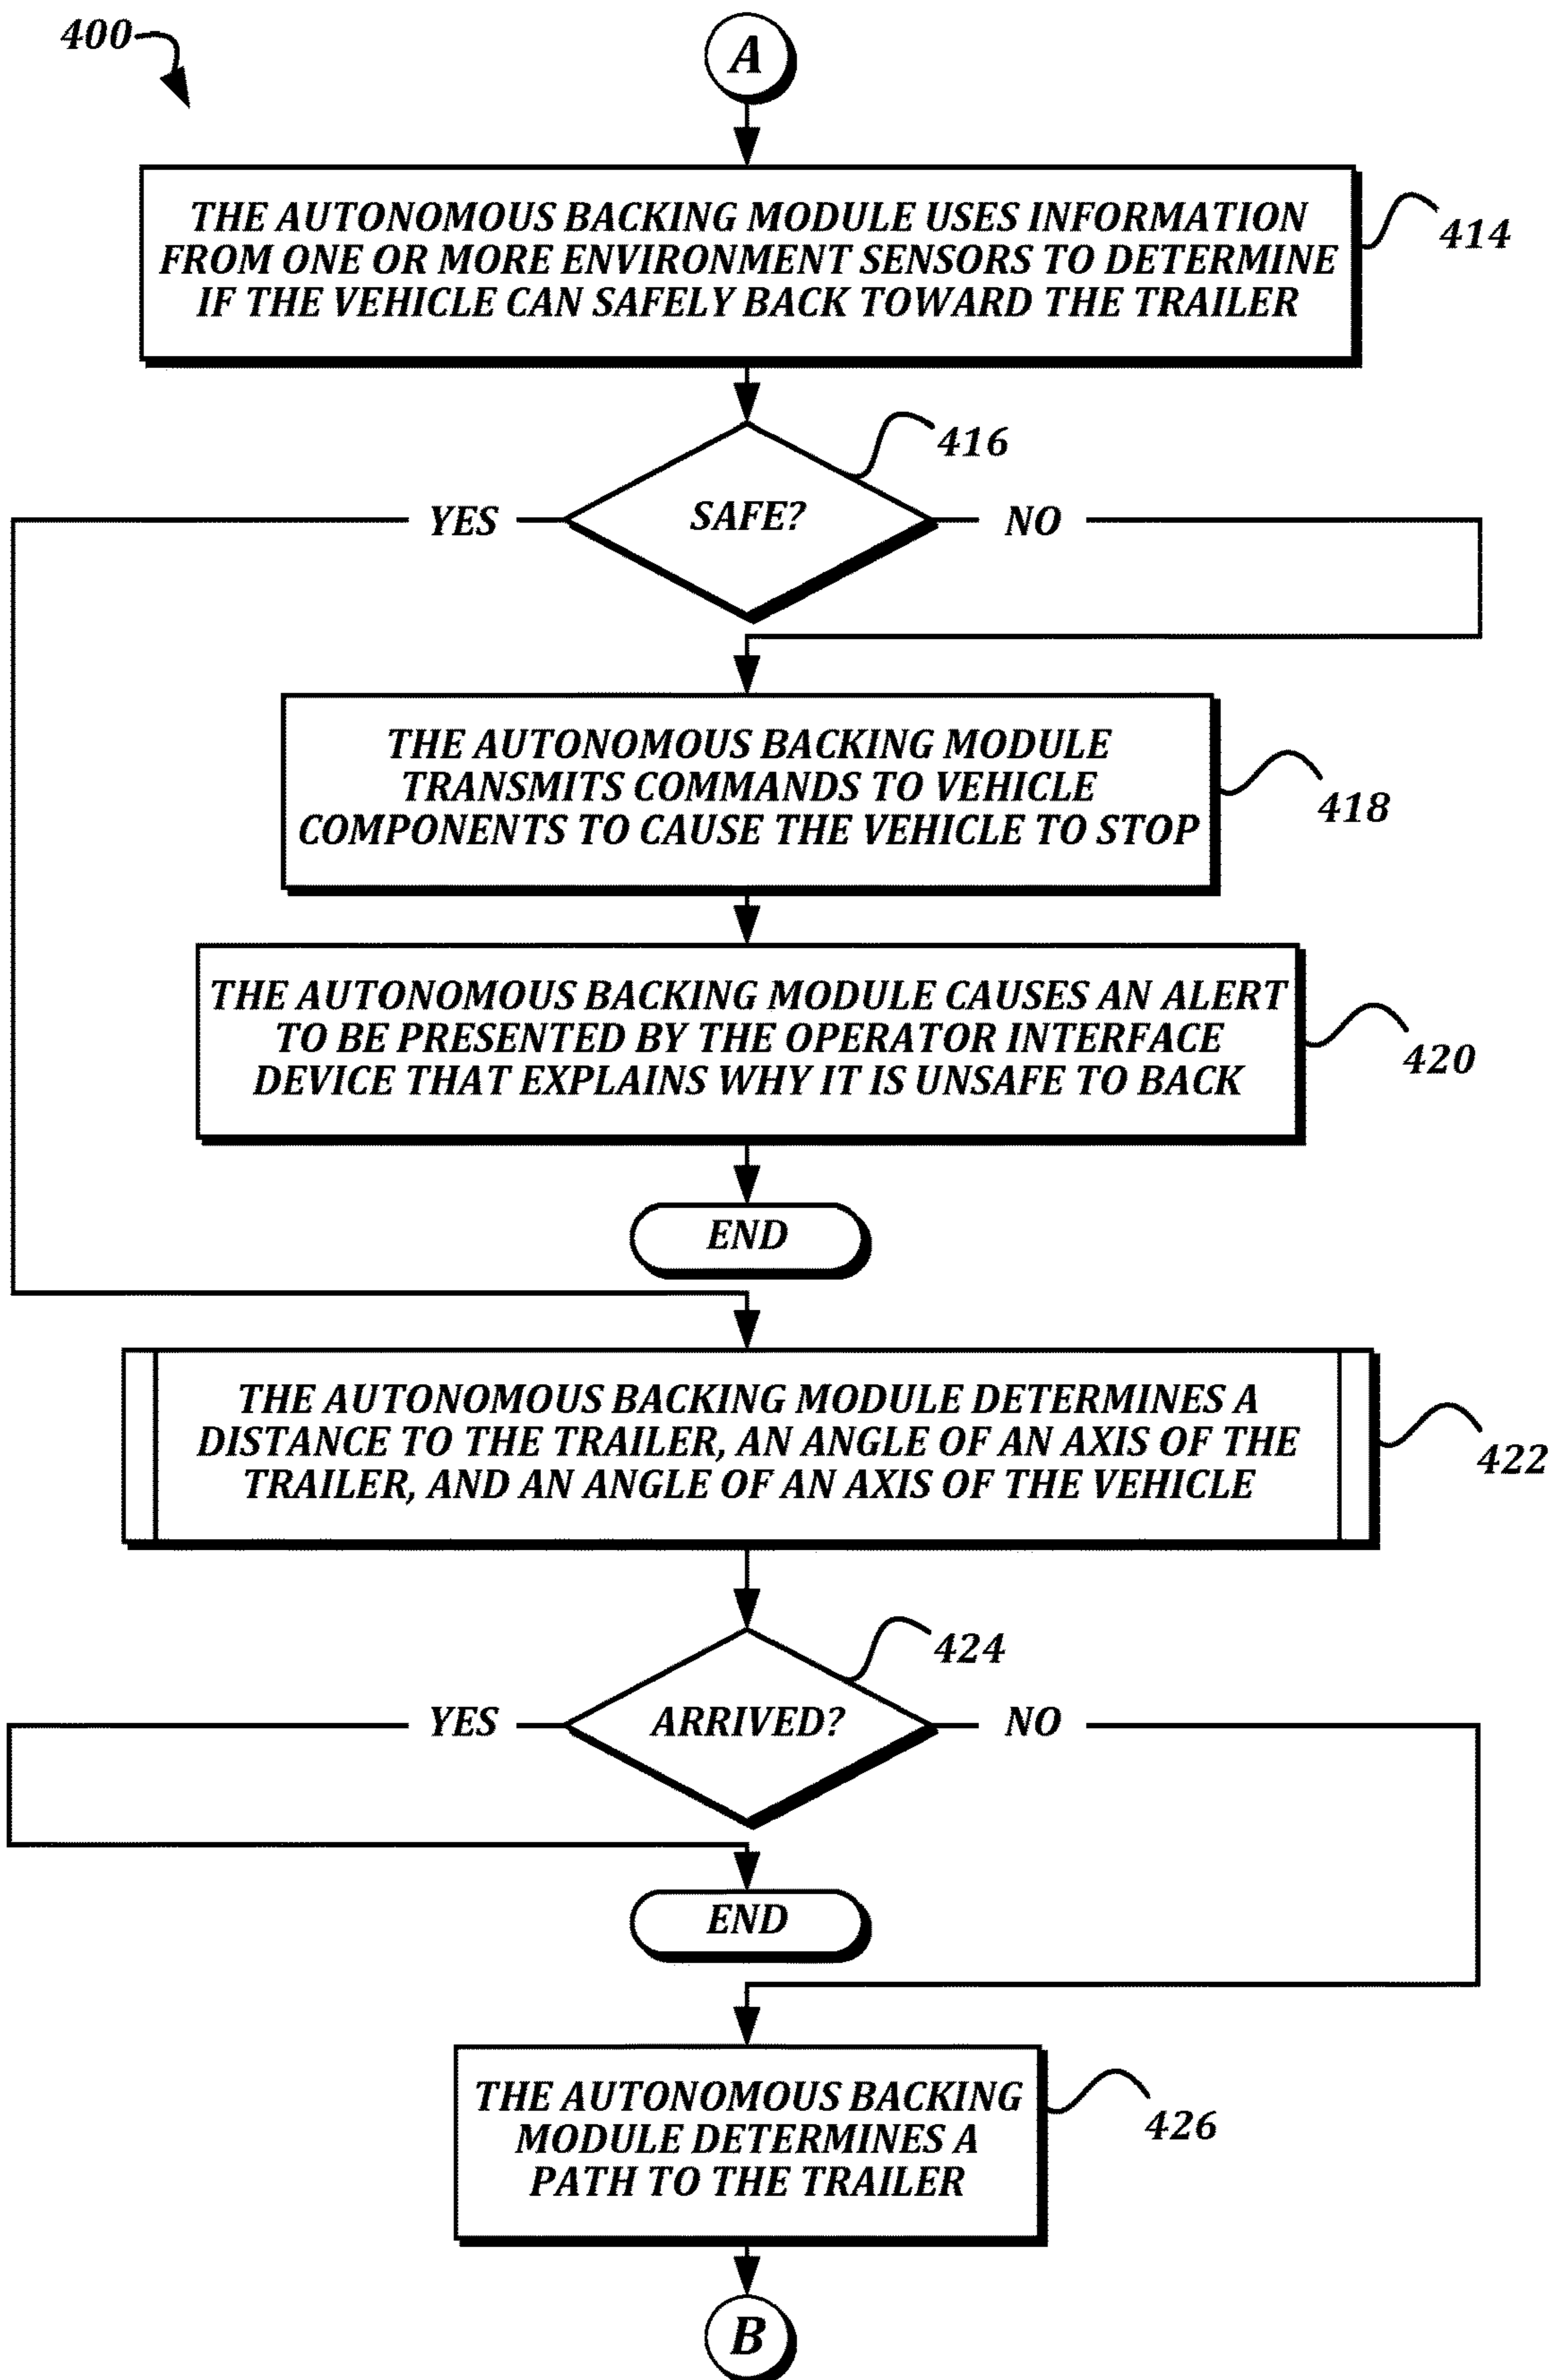 400
A
THE AUTONOMOUS BACKING MODULE USES INFORMATION
FROM ONE OR MORE ENVIRONMENT SENSORS TO DETERMINE
IF THE VEHICLE CAN SAFELY BACK TOWARD THE TRAILER
414
416
YES
SAFE?
NO
THE AUTONOMOUS BACKING MODULE
TRANSMITS COMMANDS TO VEHICLE
COMPONENTS TO CAUSE THE VEHICLE TO STOP
418
THE AUTONOMOUS BACKING MODULE CAUSES AN ALERT
TO BE PRESENTED BY THE OPERATOR INTERFACE
DEVICE THAT EXPLAINS WHY IT IS UNSAFE TO BACK
420
END
THE AUTONOMOUS BACKING MODULE DETERMINES A
DISTANCE TO THE TRAILER, AN ANGLE OF AN AXIS OF THE
TRAILER, AND AN ANGLE OF AN AXIS OF THE VEHICLE
422
424
YES
ARRIVED?
NO
END
THE AUTONOMOUS BACKING
MODULE DETERMINES A
PATH TO THE TRAILER
426
B